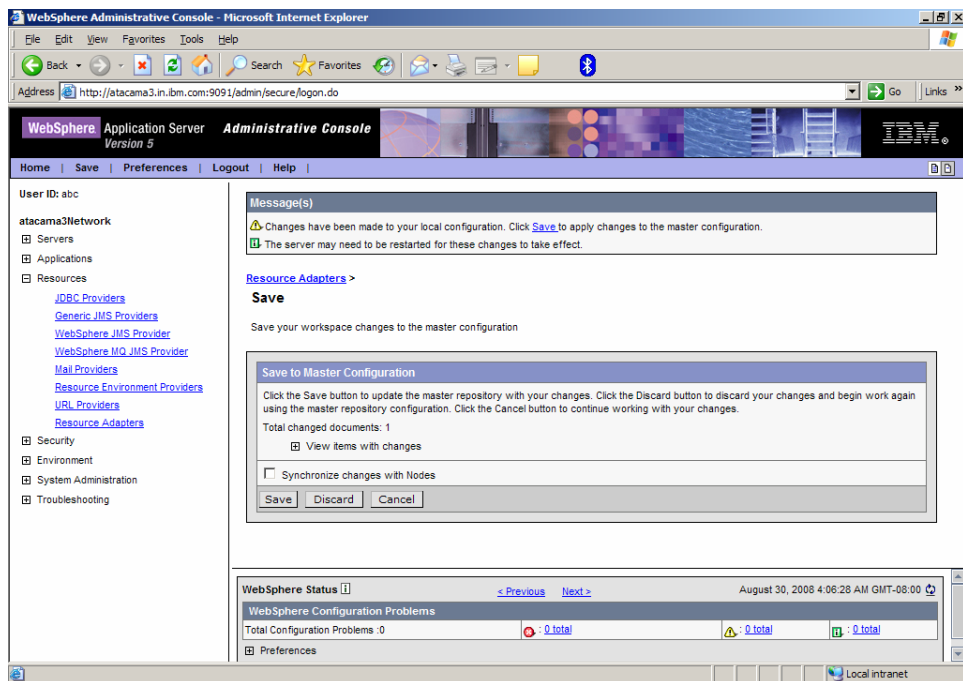 WebSphere Administrative Console - Microsoft Internet Explorer
File Edit View Favorites Tools Help
Back Search Favorites
Address http://atacama3.in.ibm.com:9091/admin/secure/logon.do Go Links »
WebSphere Application Server Administrative Console
Version 5
IBM®
Home | Save | Preferences | Logout | Help |
User ID: abc
atacama3Network
Servers
Applications
Resources
JDBC Providers
Generic JMS Providers
WebSphere JMS Provider
WebSphere MQ JMS Provider
Mail Providers
Resource Environment Providers
URL Providers
Resource Adapters
Security
Environment
System Administration
Troubleshooting
Message(s)
Changes have been made to your local configuration. Click Save to apply changes to the master configuration.
The server may need to be restarted for these changes to take effect.
Resource Adapters >
Save
Save your workspace changes to the master configuration
Save to Master Configuration
Click the Save button to update the master repository with your changes. Click the Discard button to discard your changes and begin work again
using the master repository configuration. Click the Cancel button to continue working with your changes.
Total changed documents: 1
View items with changes
Synchronize changes with Nodes
Save Discard Cancel
WebSphere Status i < Previous Next > August 30, 2008 4:06:28 AM GMT-08:00
WebSphere Configuration Problems
Total Configuration Problems :0 : 0 total : 0 total : 0 total
Preferences
Local intranet